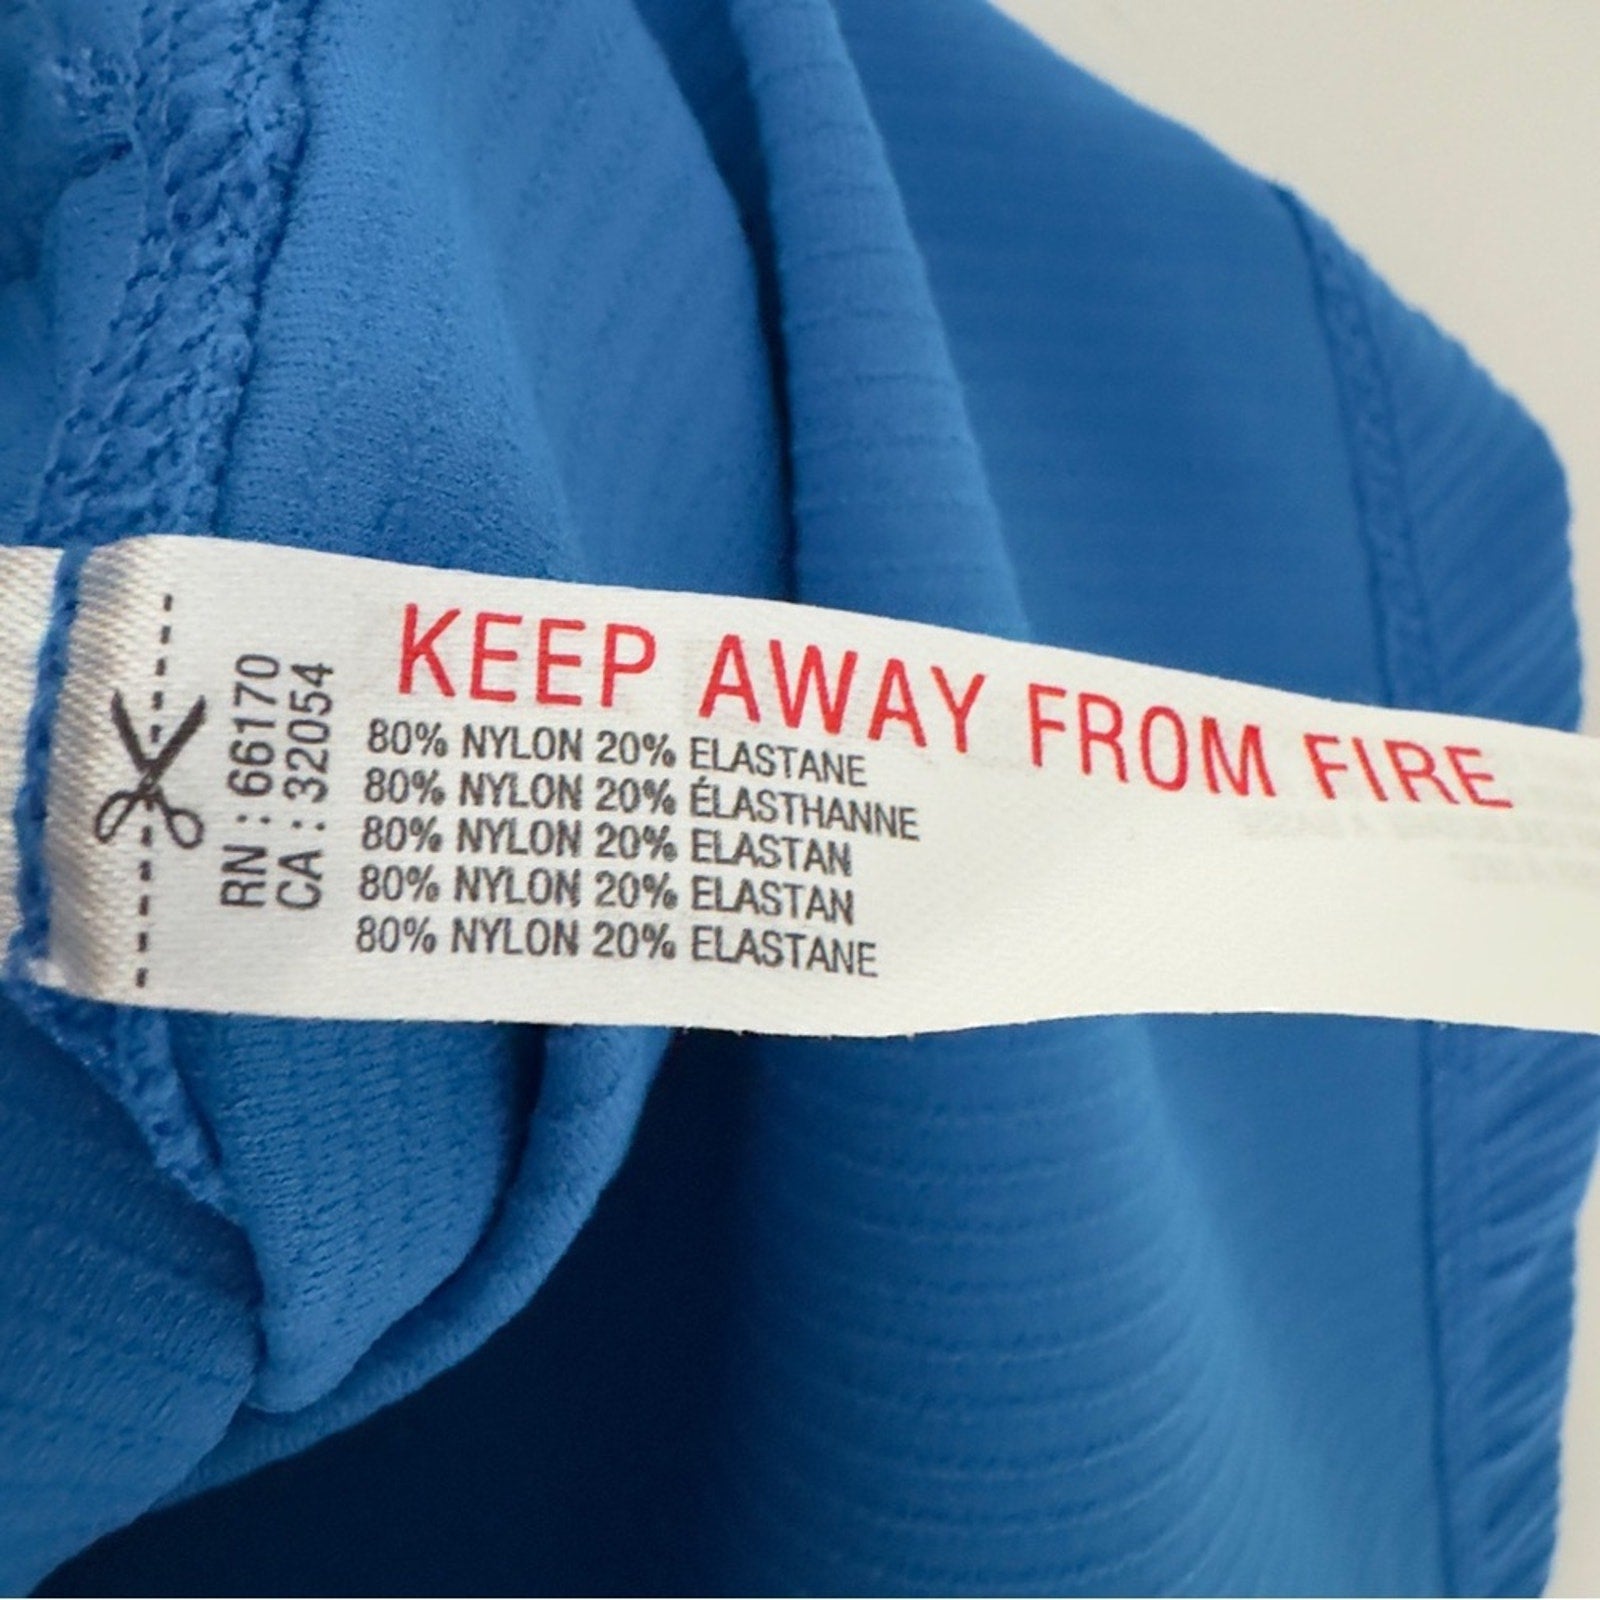 RN : 66170
CA : 32054
KEEP AWAY FROM FIRE
80% NYLON 20% ELASTANE
80% NYLON 20% ÉLASTHANNE
80% NYLON 20% ELASTAN
80% NYLON 20% ELASTAN
80% NYLON 20% ELASTANE